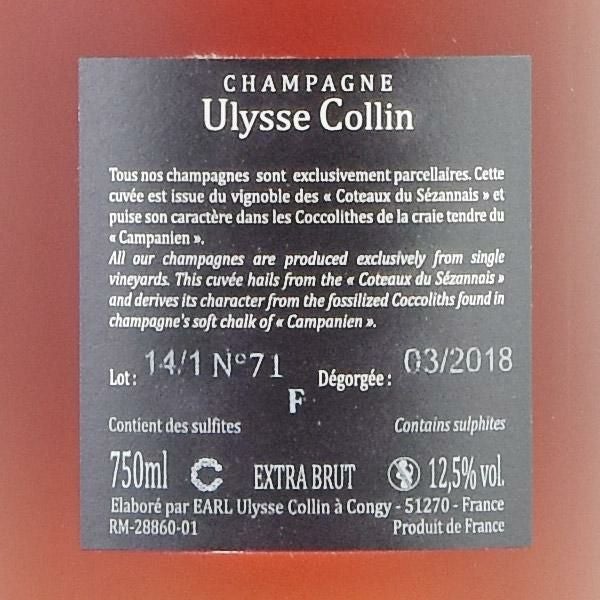 CHAMPAGNE
Ulysse Collin
Tous nos champagnes sont exclusivement parcellaires. Cette
cuvée est issue du vignoble des « Coteaux du Sézannais » et
puise son caractère dans les Coccolithes de la craie tendre du
« Campanien ».
All our champagnes are produced exclusively from single
vineyards. This cuvée hails from the « Coteaux du Sézannais »
and derives its character from the fossilized Coccoliths found in
champagne's soft chalk of « Campanien ».
Lot : 14/1 N°71 Dégorgée : 03/2018
F
Contient des sulfites Contains sulphites
750ml EXTRA BRUT 12,5% vol.
Elaboré par EARL Ulysse Collin à Congy - 51270 - France
RM-28860-01 Produit de France